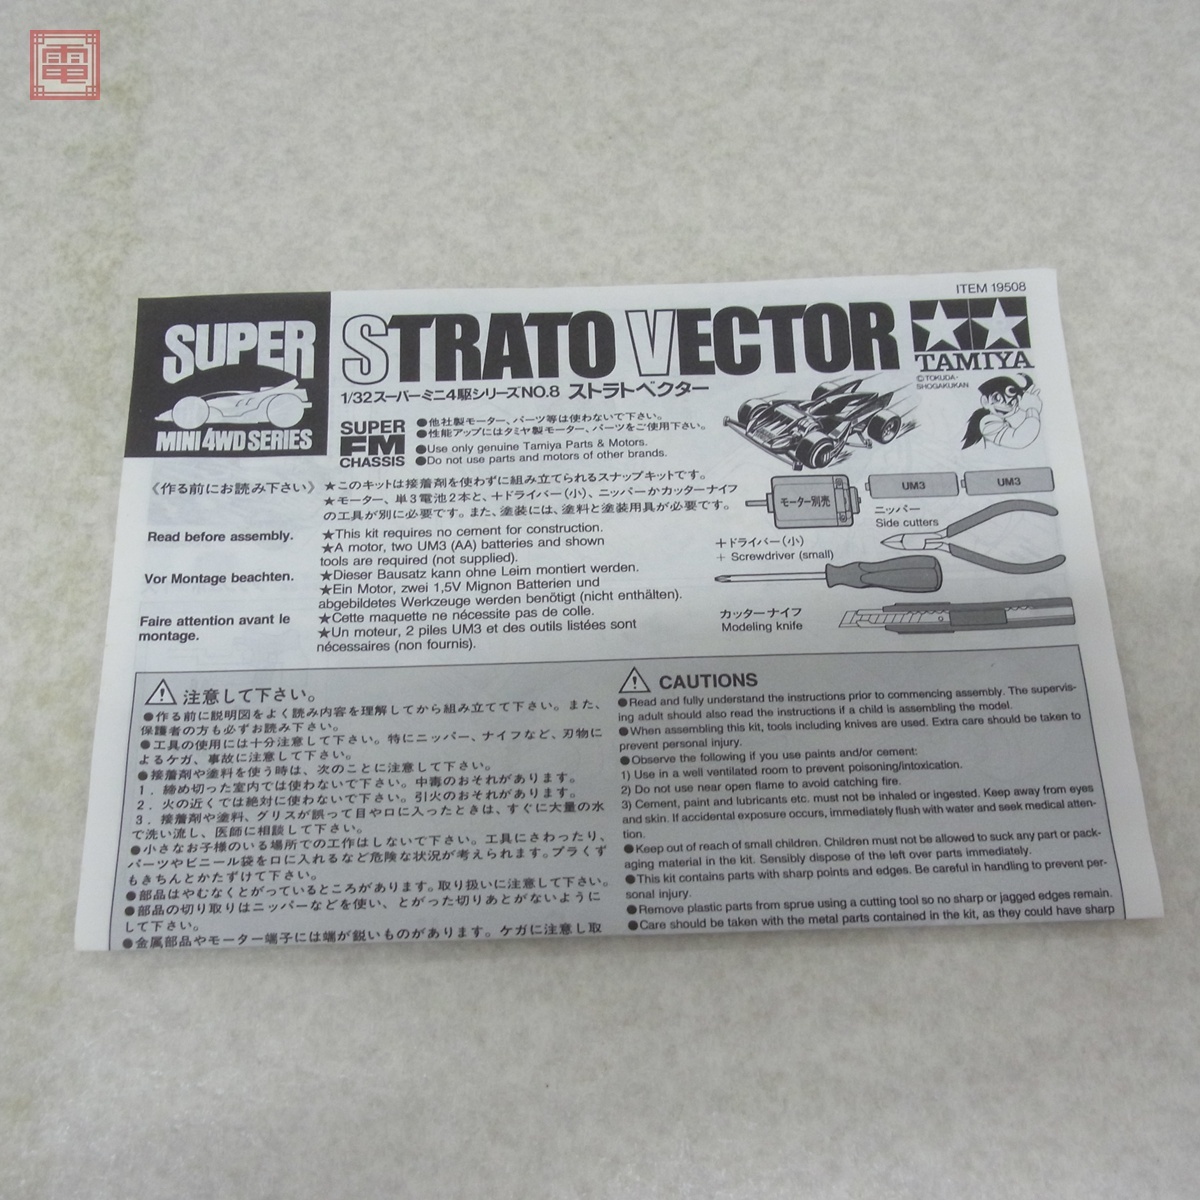 電
ITEM 19508
SUPER
MINI 4WD SERIES
STRATO VECTOR
TAMIYA
1/32スーパーミニ4駆シリーズNO.8 ストラトベクター
©TOKUDA-
SHOGAKUKAN
SUPER
FM
CHASSIS
●他社製モーター、パーツ等は使わないで下さい。
●性能アップにはタミヤ製モーター、パーツをご使用下さい。
●Use only genuine Tamiya Parts & Motors.
●Do not use parts and motors of other brands.
《作る前にお読み下さい》
★このキットは接着剤を使わずに組み立てられるスナップキットです。
★モーター、単3電池2本と、+ドライバー(小)、ニッパーかカッターナイフ
の工具が別に必要です。また、塗装には、塗料と塗装用具が必要です。
Read before assembly.
★This kit requires no cement for construction.
★A motor, two UM3 (AA) batteries and shown
tools are required (not supplied).
Vor Montage beachten.
★Dieser Bausatz kann ohne Leim montiert werden.
★Ein Motor, zwei 1,5V Mignon Batterien und
abgebildetes Werkzeuge werden benötigt (nicht enthälten).
Faire attention avant le
montage.
★Cette maquette ne nécessite pas de colle.
★Un moteur, 2 piles UM3 et des outils listées sont
nécessaires (non fournis).
モーター別売
UM3
UM3
ニッパー
Side cutters
+ドライバー(小)
+ Screwdriver (small)
カッターナイフ
Modeling knife
注意して下さい。
●作る前に説明図をよく読み内容を理解してから組み立てて下さい。また、
保護者の方も必ずお読み下さい。
●工具の使用には十分注意して下さい。特にニッパー、ナイフなど、刃物に
よるケガ、事故に注意して下さい。
●接着剤や塗料を使う時は、次のことに注意して下さい。
1．締め切った室内では使わないで下さい。中毒のおそれがあります。
2．火の近くでは絶対に使わないで下さい。引火のおそれがあります。
3．接着剤や塗料、グリスが誤って目や口に入ったときは、すぐに大量の水
で洗い流し、医師に相談して下さい。
●小さなお子様のいる場所での工作はしないで下さい。工具にさわったり、
パーツやビニール袋を口に入れるなど危険な状況が考えられます。プラくず
もきちんとかたずけて下さい。
●部品はやむなくとがっているところがあります。取り扱いに注意して下さい。
●部品の切り取りはニッパーなどを使い、とがった切りあとがないように
して下さい。
●金属部品やモーター端子には端が鋭いものがあります。ケガに注意し取
CAUTIONS
●Read and fully understand the instructions prior to commencing assembly. The supervis-
ing adult should also read the instructions if a child is assembling the model.
●When assembling this kit, tools including knives are used. Extra care should be taken to
prevent personal injury.
●Observe the following if you use paints and/or cement:
1) Use in a well ventilated room to prevent poisoning/intoxication.
2) Do not use near open flame to avoid catching fire.
3) Cement, paint and lubricants etc. must not be inhaled or ingested. Keep away from eyes
and skin. If accidental exposure occurs, immediately flush with water and seek medical atten-
tion.
●Keep out of reach of small children. Children must not be allowed to suck any part or pack-
aging material in the kit. Sensibly dispose of the left over parts immediately.
●This kit contains parts with sharp points and edges. Be careful in handling to prevent per-
sonal injury.
●Remove plastic parts from sprue using a cutting tool so no sharp or jagged edges remain.
●Care should be taken with the metal parts contained in the kit, as they could have sharp